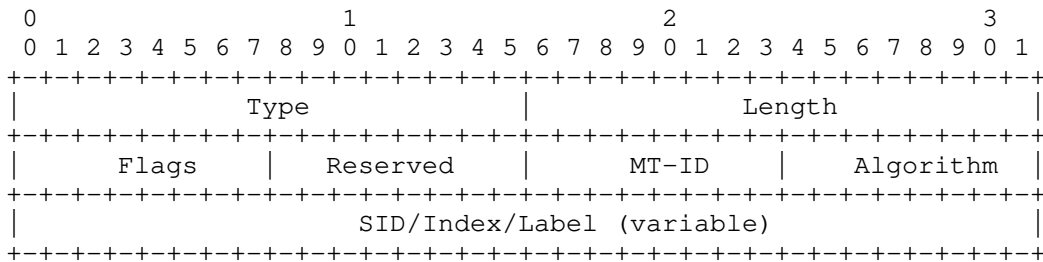 0                   1                   2                   3
 0 1 2 3 4 5 6 7 8 9 0 1 2 3 4 5 6 7 8 9 0 1 2 3 4 5 6 7 8 9 0 1
+-+-+-+-+-+-+-+-+-+-+-+-+-+-+-+-+-+-+-+-+-+-+-+-+-+-+-+-+-+-+-+-+
|              Type             |             Length            |
+-+-+-+-+-+-+-+-+-+-+-+-+-+-+-+-+-+-+-+-+-+-+-+-+-+-+-+-+-+-+-+-+
|      Flags    |   Reserved    |      MT-ID    |    Algorithm  |
+-+-+-+-+-+-+-+-+-+-+-+-+-+-+-+-+-+-+-+-+-+-+-+-+-+-+-+-+-+-+-+-+
|                     SID/Index/Label (variable)                |
+-+-+-+-+-+-+-+-+-+-+-+-+-+-+-+-+-+-+-+-+-+-+-+-+-+-+-+-+-+-+-+-+